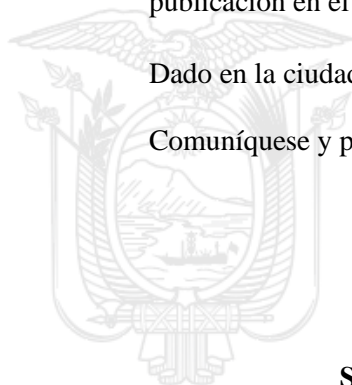 publicación en el
Dado en la ciudad
Comuníquese y p
S